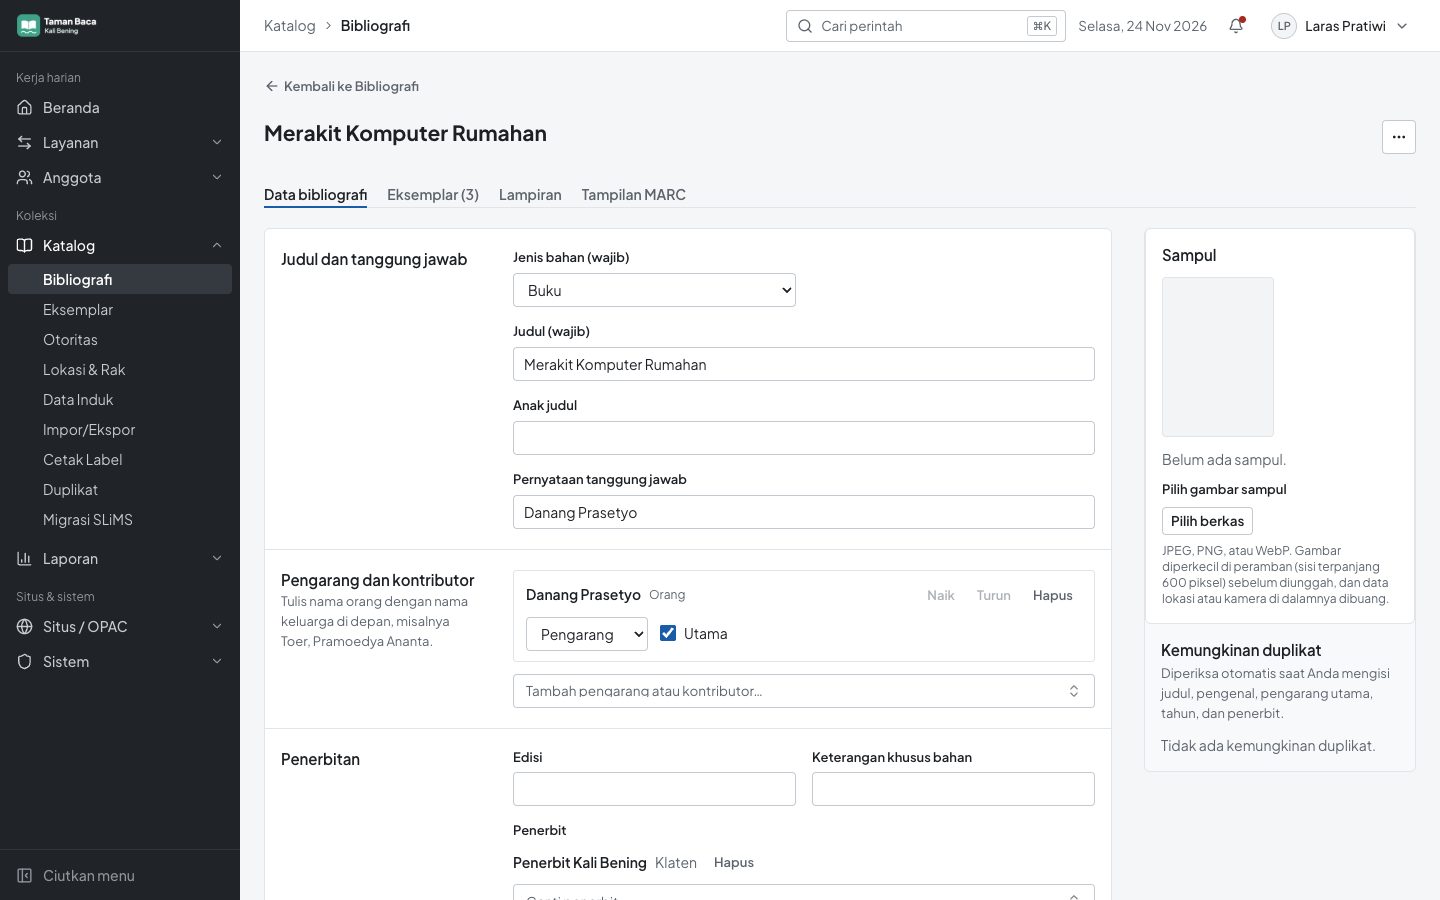 Taman Baca
Kali Bening
Kerja harian
Beranda
Layanan
Anggota
Koleksi
Katalog
Bibliografi
Eksemplar
Otoritas
Lokasi & Rak
Data Induk
Impor/Ekspor
Cetak Label
Duplikat
Migrasi SLiMS
Laporan
Situs & sistem
Situs / OPAC
Sistem
Ciutkan menu
Katalog > Bibliografi
Cari perintah ⌘K
Selasa, 24 Nov 2026
LP Laras Pratiwi
← Kembali ke Bibliografi
Merakit Komputer Rumahan
Data bibliografi Eksemplar (3) Lampiran Tampilan MARC
Judul dan tanggung jawab
Jenis bahan (wajib)
Buku
Judul (wajib)
Merakit Komputer Rumahan
Anak judul
Pernyataan tanggung jawab
Danang Prasetyo
Pengarang dan kontributor
Tulis nama orang dengan nama
keluarga di depan, misalnya
Toer, Pramoedya Ananta.
Danang Prasetyo Orang Naik Turun Hapus
Pengarang Utama
Tambah pengarang atau kontributor...
Penerbitan
Edisi
Keterangan khusus bahan
Penerbit
Penerbit Kali Bening Klaten Hapus
Sampul
Belum ada sampul.
Pilih gambar sampul
Pilih berkas
JPEG, PNG, atau WebP. Gambar
diperkecil di peramban (sisi terpanjang
600 piksel) sebelum diunggah, dan data
lokasi atau kamera di dalamnya dibuang.
Kemungkinan duplikat
Diperiksa otomatis saat Anda mengisi
judul, pengenal, pengarang utama,
tahun, dan penerbit.
Tidak ada kemungkinan duplikat.